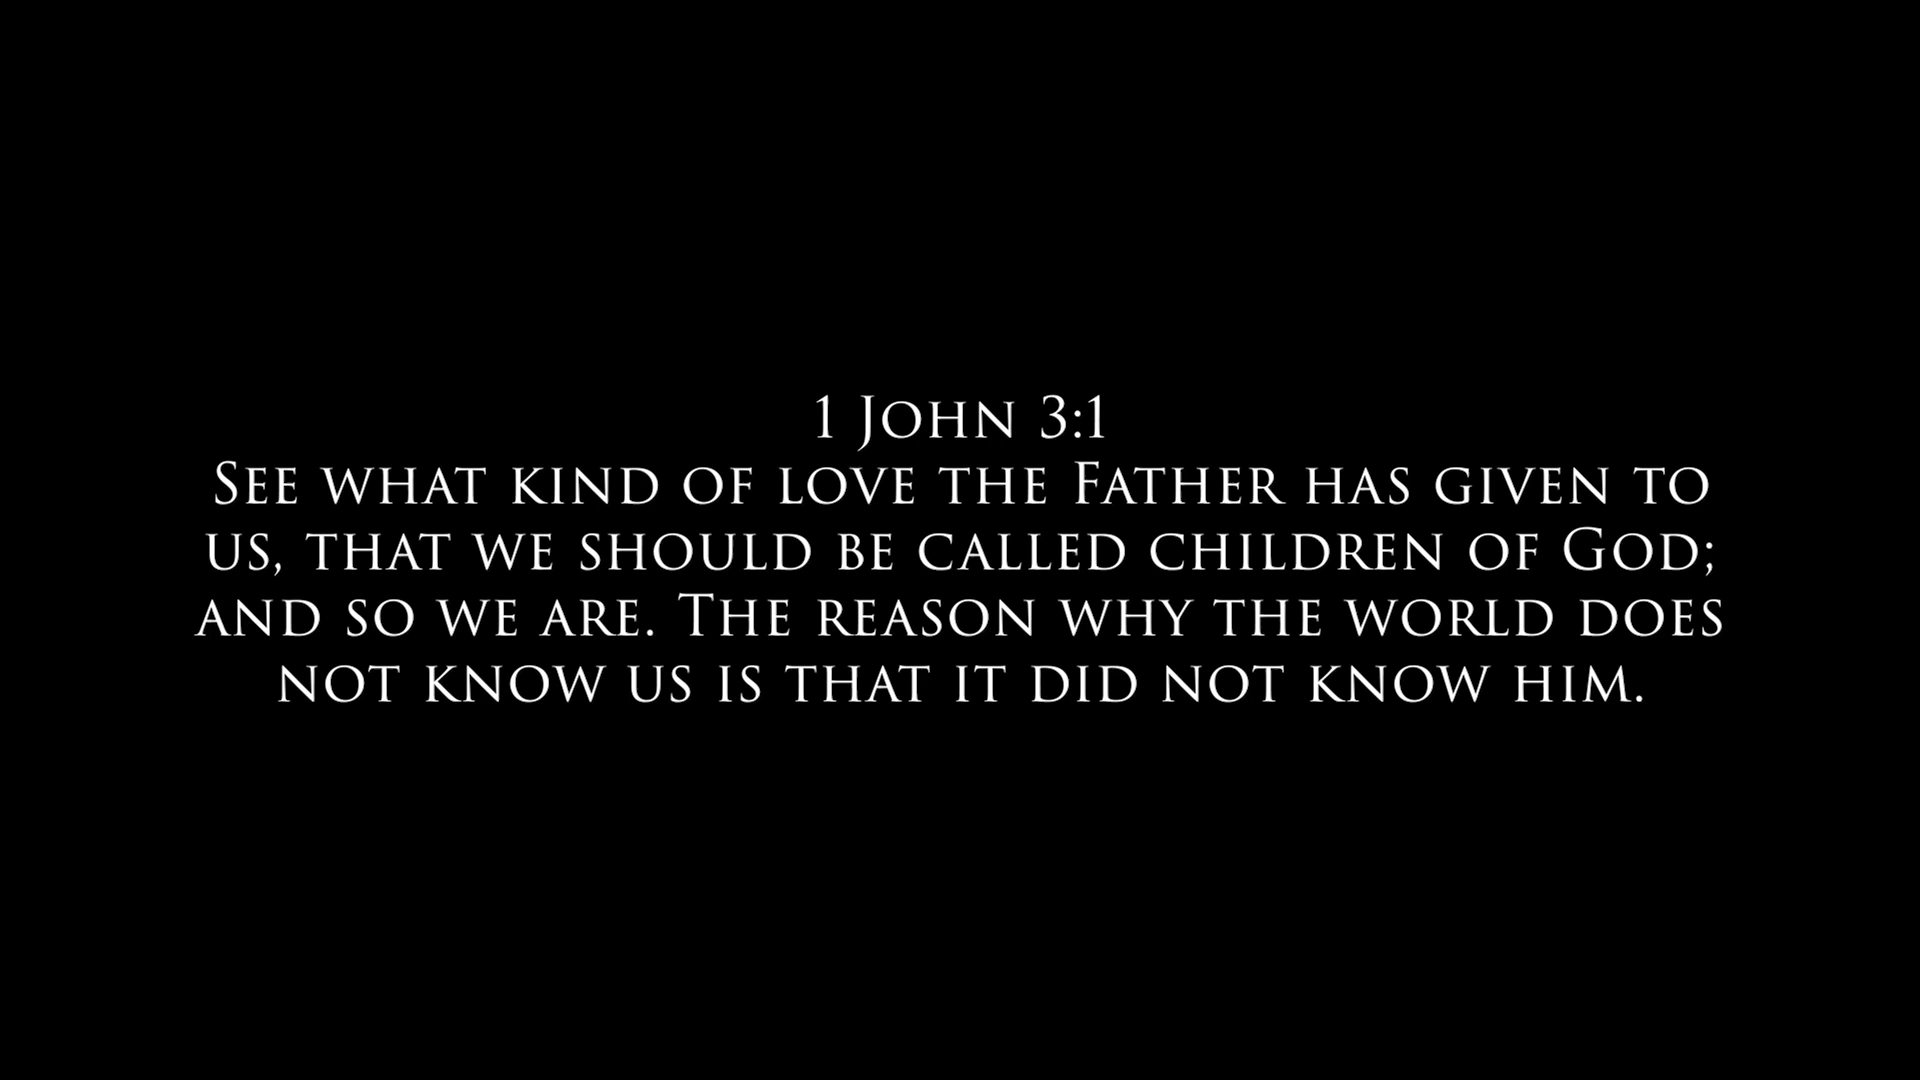 1 John 3:1
See what kind of love the Father has given to
us, that we should be called children of God;
and so we are. The reason why the world does
not know us is that it did not know him.